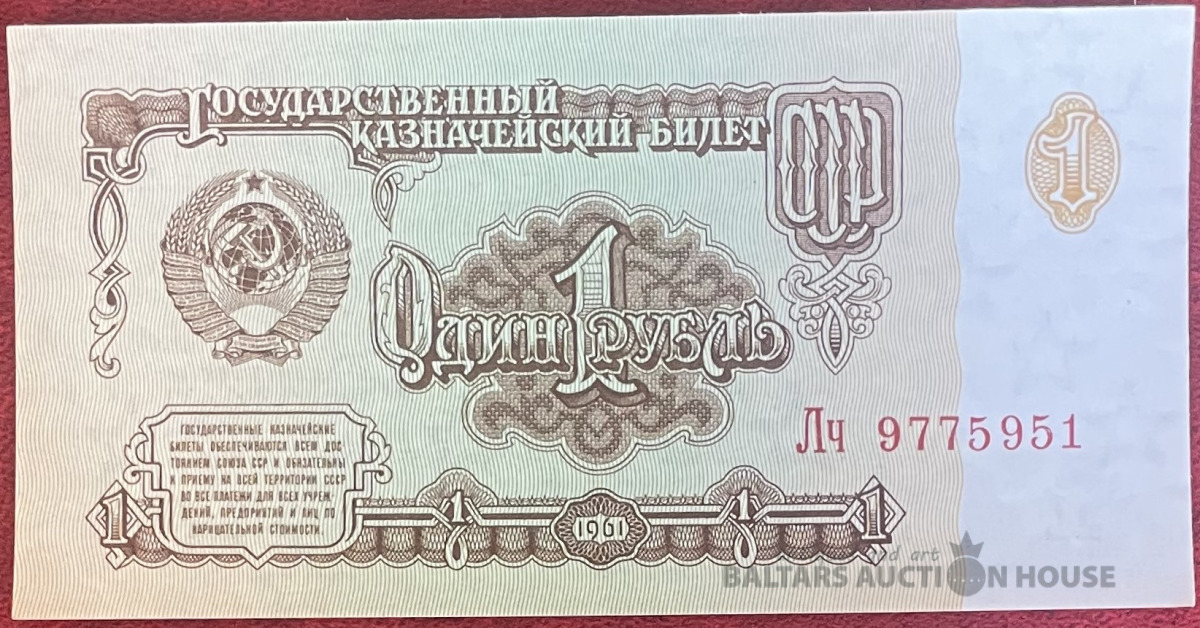 ГОСУДАРСТВЕННЫЙ
КАЗНАЧЕЙСКИЙ БИЛЕТ
СССР
1
ОДИН 1 РУБЛЬ
Лч 9775951
ГОСУДАРСТВЕННЫЕ КАЗНАЧЕЙСКИЕ
БИЛЕТЫ ОБЕСПЕЧИВАЮТСЯ ВСЕМ ДОС-
ТОЯНИЕМ СОЮЗА ССР И ОБЯЗАТЕЛЬНЫ
К ПРИЕМУ НА ВСЕЙ ТЕРРИТОРИИ СССР
ВО ВСЕ ПЛАТЕЖИ ДЛЯ ВСЕХ УЧРЕЖ-
ДЕНИЙ, ПРЕДПРИЯТИЙ И ЛИЦ ПО
НАРИЦАТЕЛЬНОЙ СТОИМОСТИ.
1 1 1961 1 1
and art
BALTARS AUCTION HOUSE